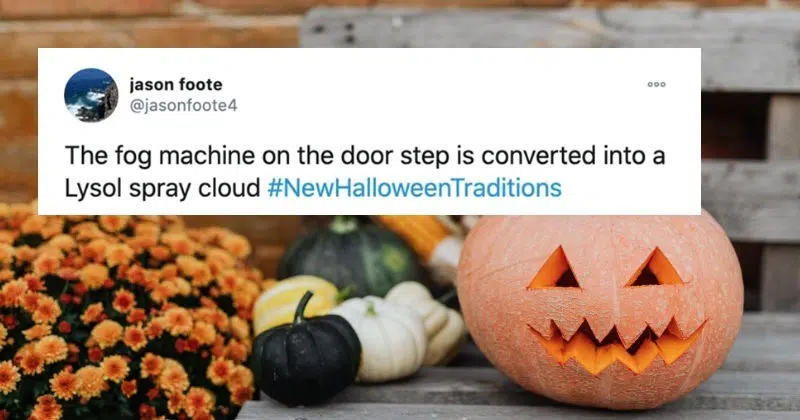 jason foote
@jasonfoote4
The fog machine on the door step is converted into a
Lysol spray cloud #NewHalloweenTraditions